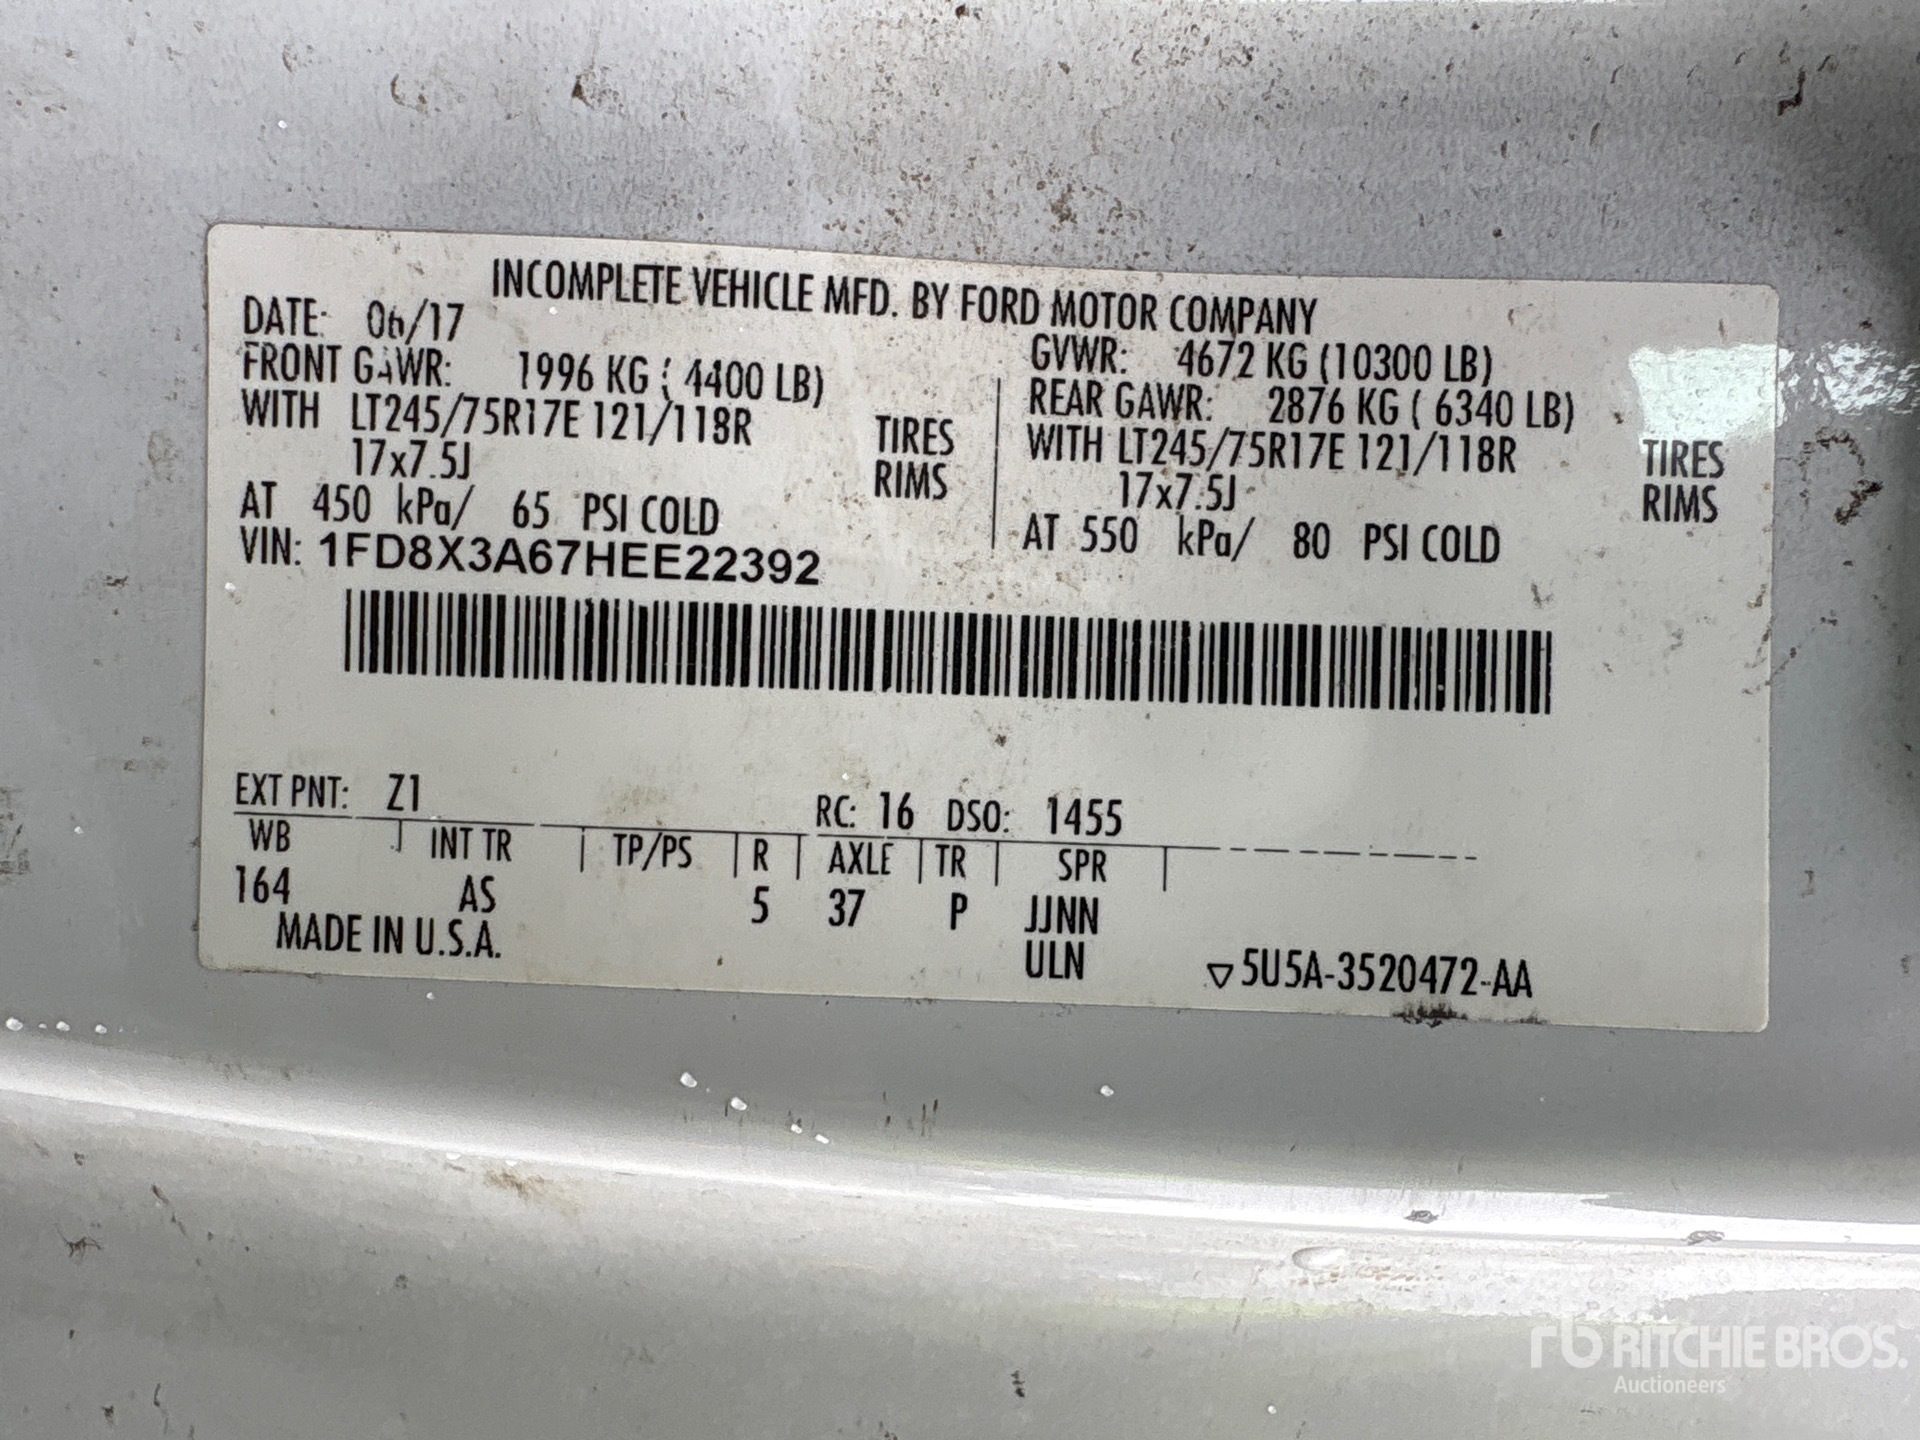 INCOMPLETE VEHICLE MFD. BY FORD MOTOR COMPANY
DATE: 06/17
GVWR: 4672 KG (10300 LB)
FRONT GAWR: 1996 KG ( 4400 LB)
REAR GAWR: 2876 KG ( 6340 LB)
WITH LT245/75R17E 121/118R TIRES
WITH LT245/75R17E 121/118R TIRES
17x7.5J RIMS
17x7.5J RIMS
AT 450 kPa/ 65 PSI COLD
AT 550 kPa/ 80 PSI COLD
VIN: 1FD8X3A67HEE22392
EXT PNT: Z1 RC: 16 DSO: 1455
WB INT TR TP/PS R AXLE TR SPR
164 AS 5 37 P JJNN
MADE IN U.S.A. ULN
▽5U5A-3520472-AA
rb RITCHIE BROS.
Auctioneers